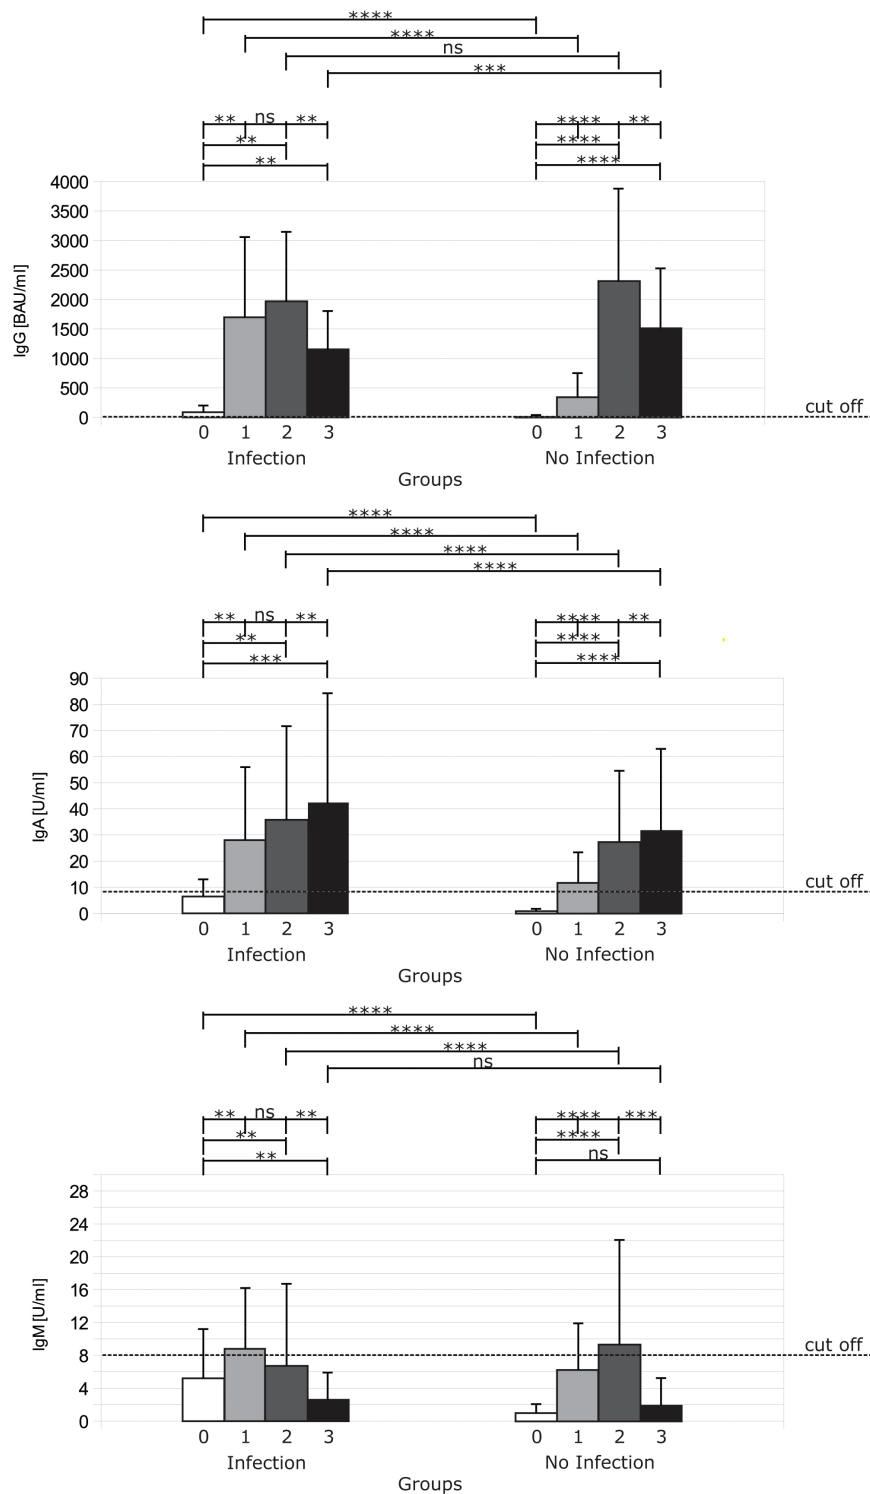 ****
****
ns
***
** ns ** **** **
** ****
** ****
4000
3500
3000
2500
2000
1500
1000
500
0
IgG [BAU/ml]
cut off
0 1 2 3 0 1 2 3
Infection No Infection
Groups
****
****
****
****
** ns ** **** **
** ****
*** ****
90
80
70
60
50
40
30
20
10
0
IgA [U/ml]
cut off
0 1 2 3 0 1 2 3
Infection No Infection
Groups
****
****
****
ns
** ns ** **** ***
** ****
** ns
28
24
20
16
12
8
4
0
IgM [U/ml]
cut off
0 1 2 3 0 1 2 3
Infection No Infection
Groups